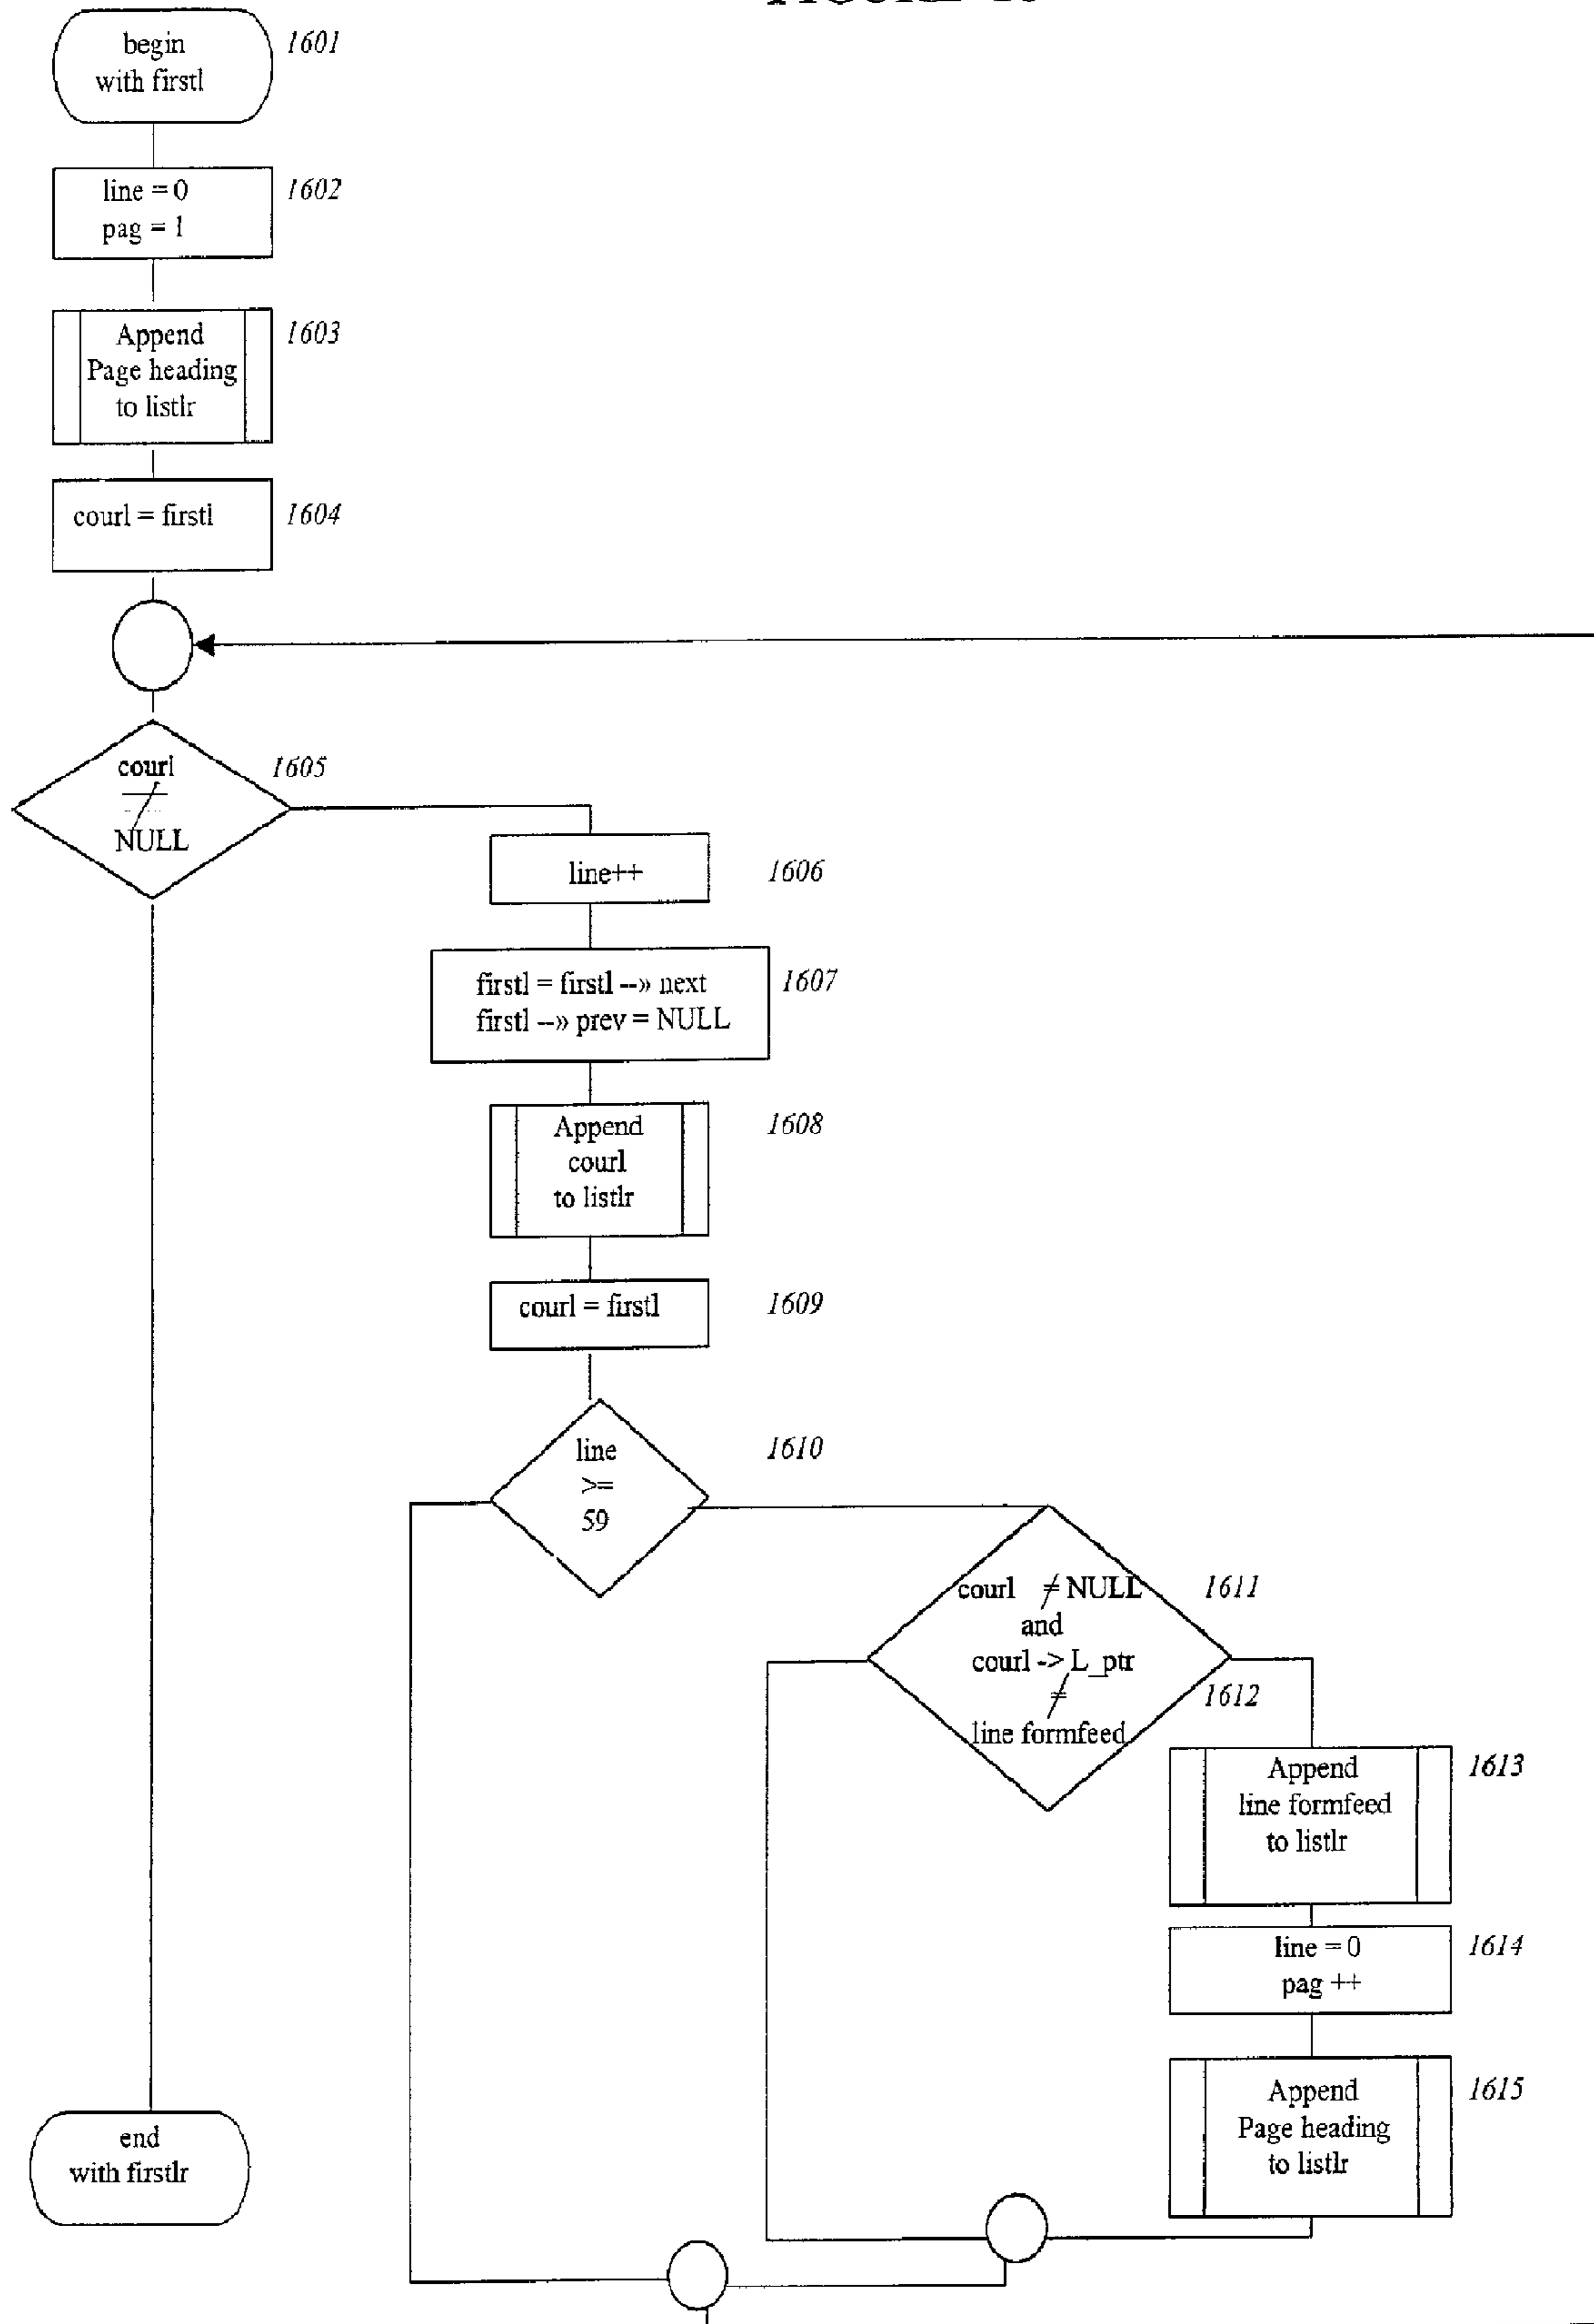 begin
with firstl
1601
line = 0
pag = 1
1602
Append
Page heading
to listlr
1603
courl = firstl
1604
courl
≠
NULL
1605
line++
1606
firstl = firstl --» next
firstl --» prev = NULL
1607
Append
courl
to listlr
1608
courl = firstl
1609
line
>=
59
1610
courl ≠ NULL
and
courl -> L_ptr
≠
line formfeed
1611
1612
Append
line formfeed
to listlr
1613
line = 0
pag ++
1614
Append
Page heading
to listlr
1615
end
with firstlr